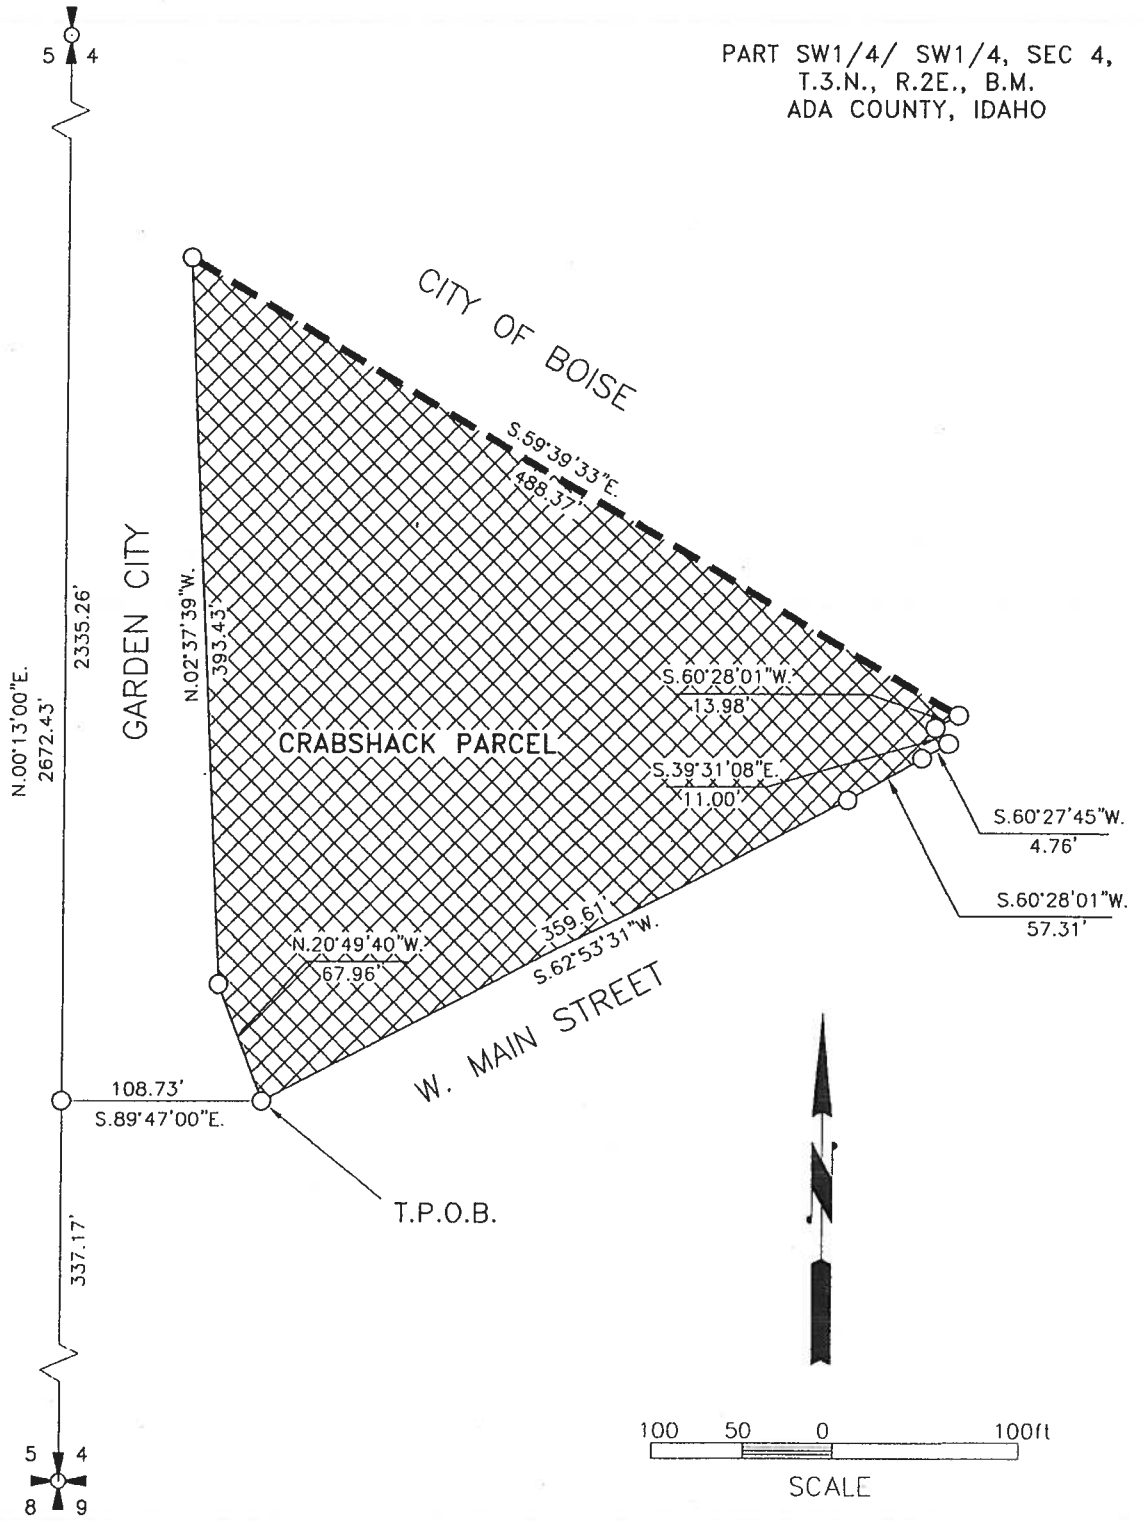 5 4
PART SW1/4/ SW1/4, SEC 4,
T.3.N., R.2E., B.M.
ADA COUNTY, IDAHO
CITY OF BOISE
S.59°39'33"E.
488.37'
GARDEN CITY
N.02°37'39"W.
393.43'
2335.26'
N.00°13'00"E.
2672.43'
S.60°28'01"W.
13.98'
CRABSHACK PARCEL
S.39°31'08"E.
11.00'
S.60°27'45"W.
4.76'
S.60°28'01"W.
57.31'
359.61'
S.62°53'31"W.
N.20°49'40"W.
67.96'
W. MAIN STREET
108.73'
S.89°47'00"E.
T.P.O.B.
337.17'
N
100 50 0 100ft
SCALE
5 4
8 9